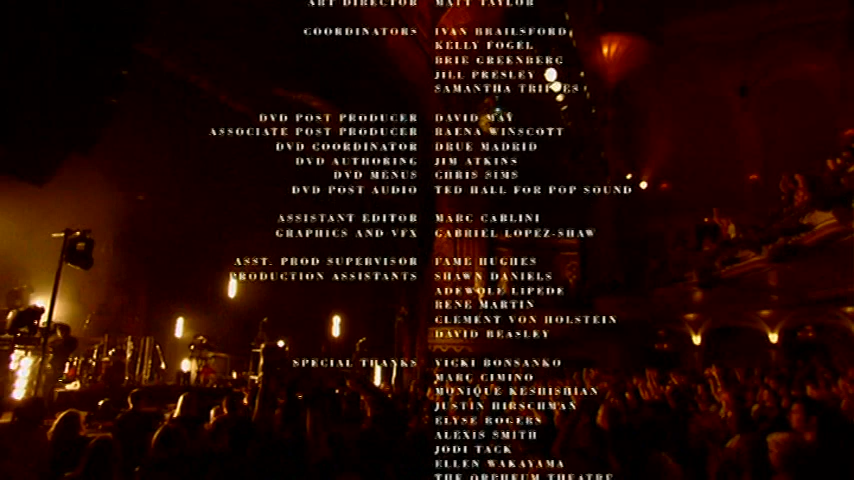 ART DIRECTOR MATT TAYLOR
COORDINATORS IVAN BRAILSFORD
KELLY FOGEL
BRIE GREENBERG
JILL PRESLEY
SAMANTHA TRIPPES
DVD POST PRODUCER DAVID MAY
ASSOCIATE POST PRODUCER RAENA WINSCOTT
DVD COORDINATOR DRUE MADRID
DVD AUTHORING JIM ATKINS
DVD MENUS CHRIS SIMS
DVD POST AUDIO TED HALL FOR POP SOUND
ASSISTANT EDITOR MARC CARLINI
GRAPHICS AND VFX GABRIEL LOPEZ-SHAW
ASST. PROD SUPERVISOR FAME HUGHES
PRODUCTION ASSISTANTS SHAWN DANIELS
ADEWOLE LIPEDE
RENE MARTIN
CLEMENT VON HOLSTEIN
DAVID BEASLEY
SPECIAL THANKS VICKI BONSANKO
MARC CIMINO
MONIQUE KESHISHIAN
JUSTIN HIRSCHMAN
ELYSE ROGERS
ALEXIS SMITH
JODI TACK
ELLEN WAKAYAMA
THE ORPHEUM THEATRE